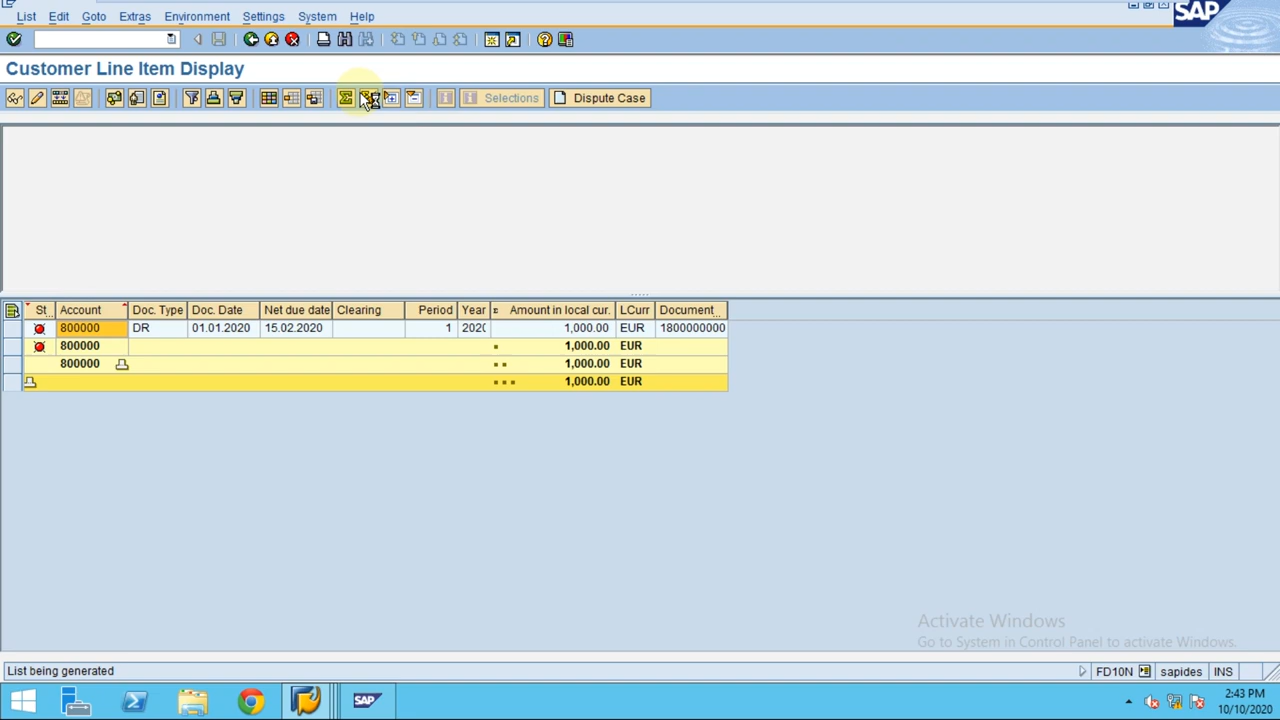 List Edit Goto Extras Environment Settings System Help
SAP
Customer Line Item Display
Selections Dispute Case
St... Account Doc. Type Doc. Date Net due date Clearing Period Year Amount in local cur. LCurr Document...
800000 DR 01.01.2020 15.02.2020 1 2020 1,000.00 EUR 1800000000
800000 1,000.00 EUR
800000 1,000.00 EUR
1,000.00 EUR
Activate Windows
Go to System in Control Panel to activate Windows.
List being generated FD10N sapides INS
SAP 2:43 PM
10/10/2020